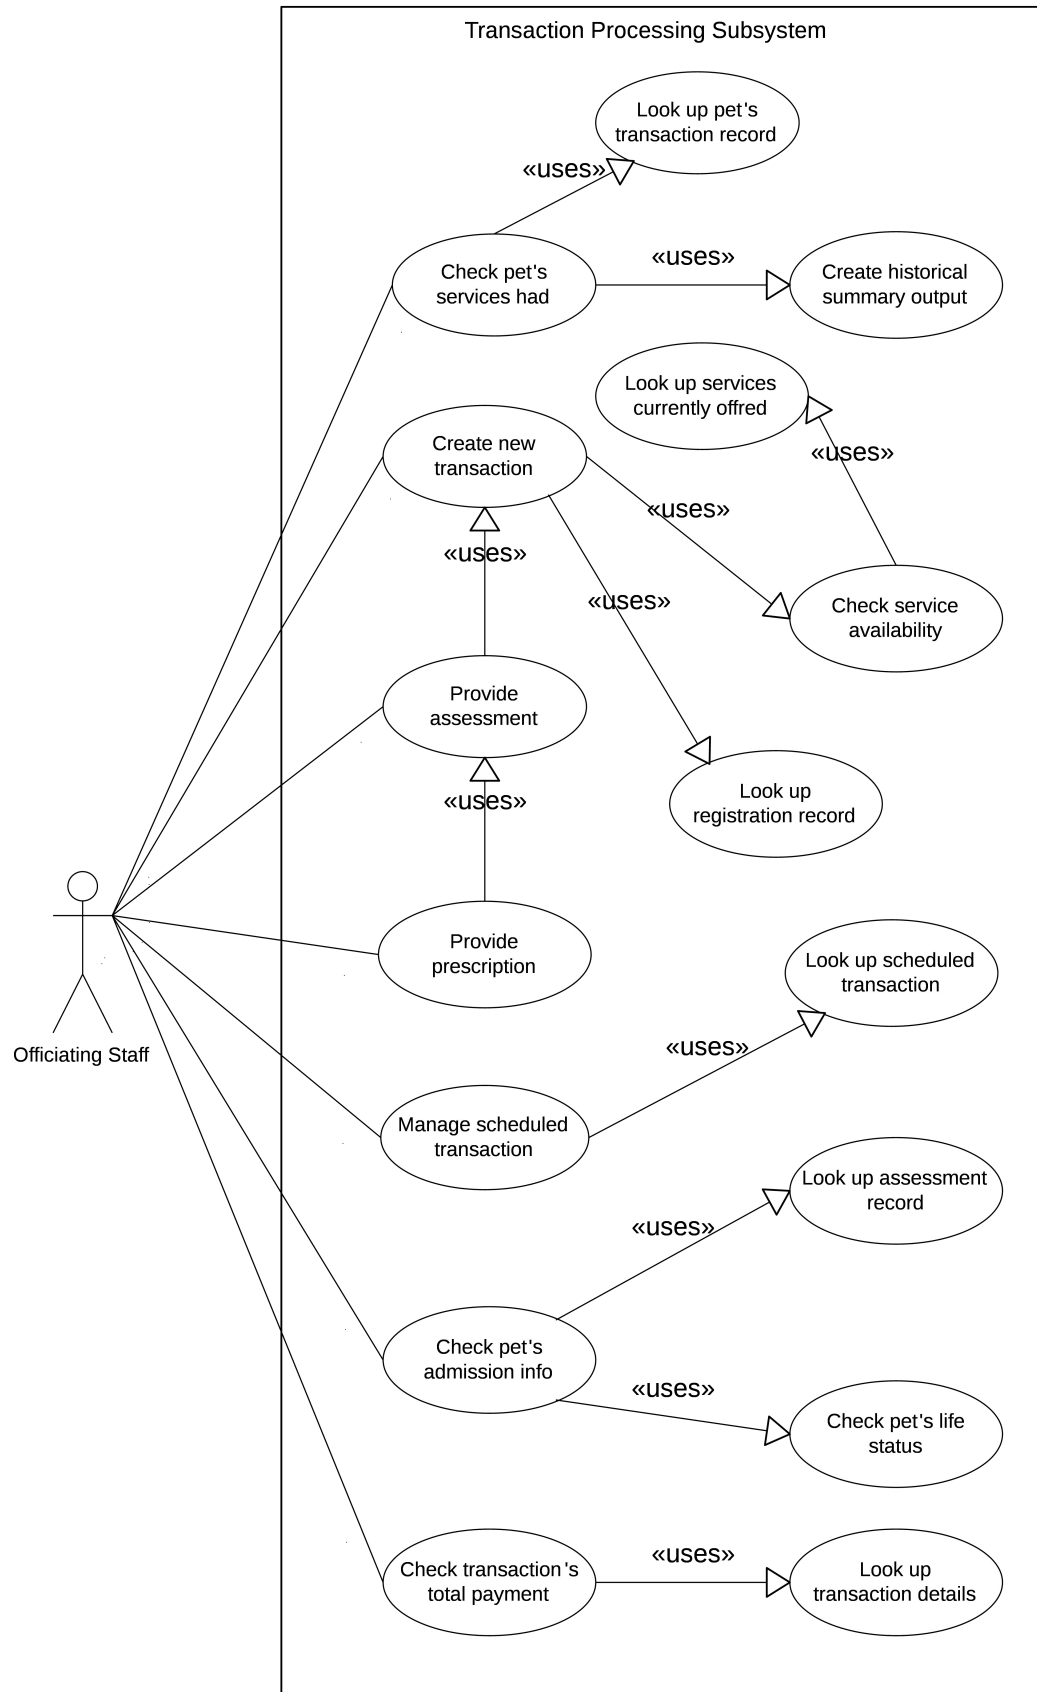 Transaction Processing Subsystem
Look up pet's
transaction record
«uses»
Check pet's
services had
«uses»
Create historical
summary output
Look up services
currently offred
«uses»
Create new
transaction
«uses»
«uses»
«uses»
Check service
availability
Provide
assessment
«uses»
Look up
registration record
Provide
prescription
Officiating Staff
Look up scheduled
transaction
«uses»
Manage scheduled
transaction
Look up assessment
record
«uses»
Check pet's
admission info
«uses»
Check pet's life
status
Check transaction's
total payment
«uses»
Look up
transaction details